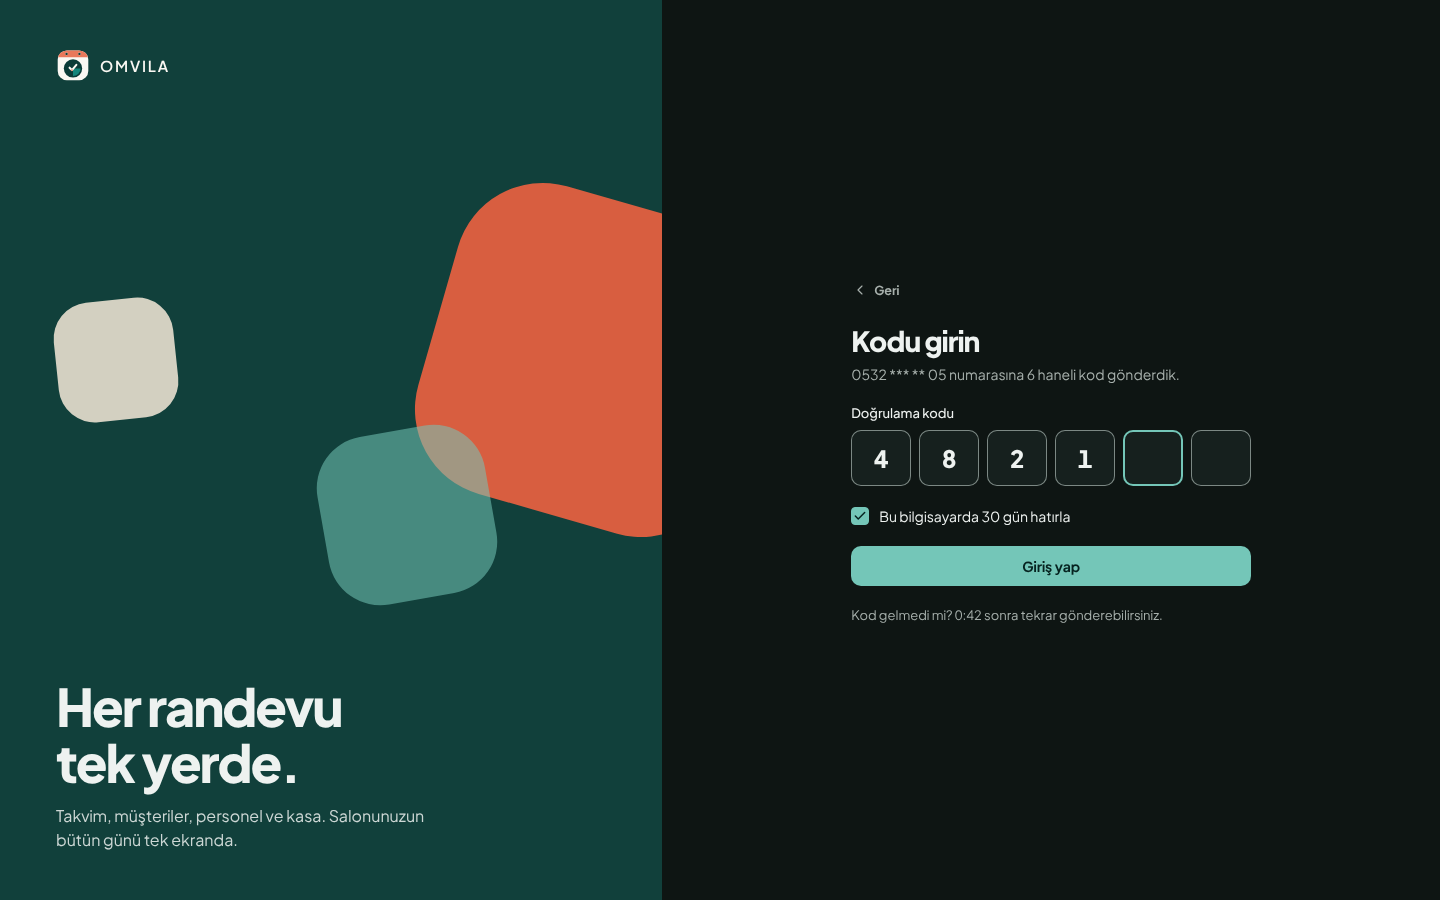 OMVILA
Her randevu
tek yerde.
Takvim, müşteriler, personel ve kasa. Salonunuzun
bütün günü tek ekranda.
Geri
Kodu girin
0532 *** ** 05 numarasına 6 haneli kod gönderdik.
Doğrulama kodu
4 8 2 1
Bu bilgisayarda 30 gün hatırla
Giriş yap
Kod gelmedi mi? 0:42 sonra tekrar gönderebilirsiniz.